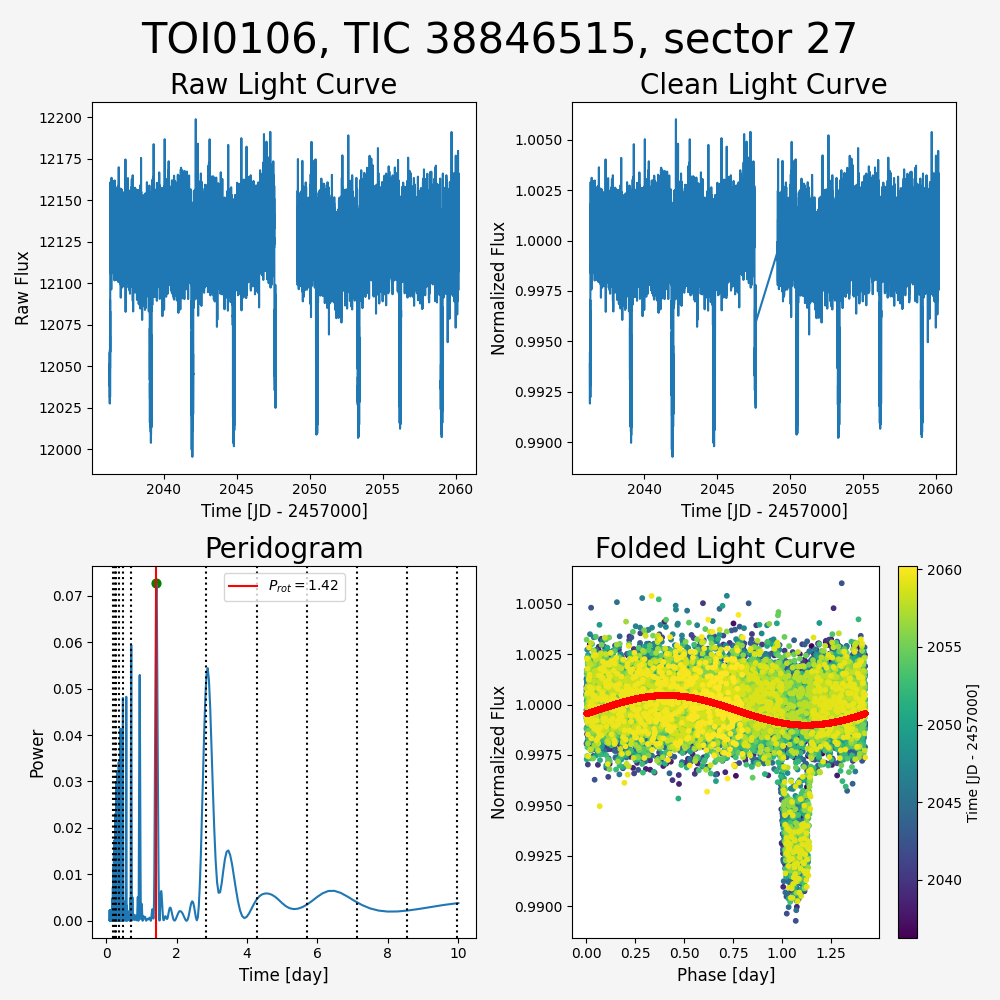 TOI0106, TIC 38846515, sector 27
Raw Light Curve
Clean Light Curve
12200
12175
12150
12125
12100
12075
12050
12025
12000
Raw Flux
2040 2045 2050 2055 2060
Time [JD - 2457000]
1.0050
1.0025
1.0000
0.9975
0.9950
0.9925
0.9900
Normalized Flux
2040 2045 2050 2055 2060
Time [JD - 2457000]
Peridogram
Folded Light Curve
P_rot = 1.42
0.07
0.06
0.05
0.04
0.03
0.02
0.01
0.00
Power
0 2 4 6 8 10
Time [day]
1.0050
1.0025
1.0000
0.9975
0.9950
0.9925
0.9900
Normalized Flux
0.00 0.25 0.50 0.75 1.00 1.25
Phase [day]
2060
2055
2050
2045
2040
Time [JD - 2457000]